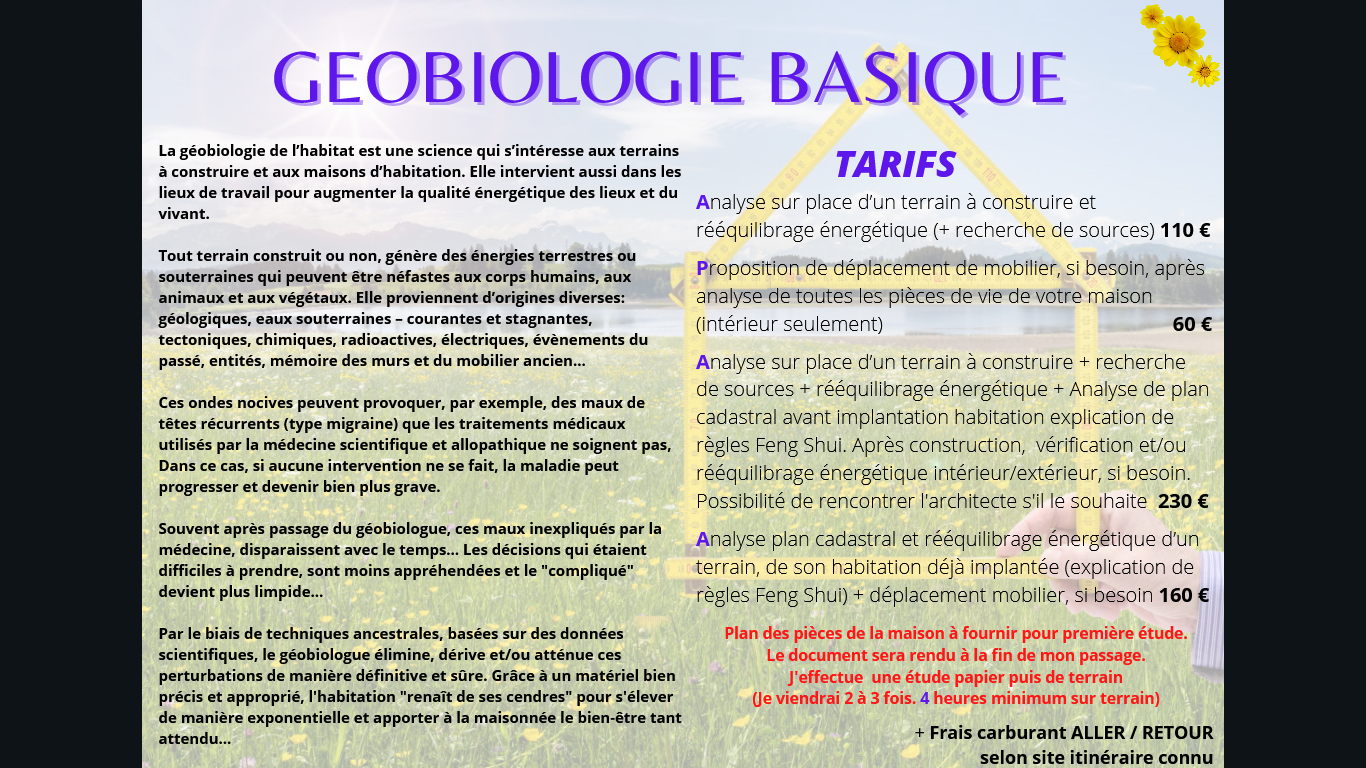 GEOBIOLOGIE BASIQUE
La géobiologie de l’habitat est une science qui s’intéresse aux terrains
à construire et aux maisons d’habitation. Elle intervient aussi dans les
lieux de travail pour augmenter la qualité énergétique des lieux et du
vivant.
Tout terrain construit ou non, génère des énergies terrestres ou
souterraines qui peuvent être néfastes aux corps humains, aux
animaux et aux végétaux. Elle proviennent d’origines diverses:
géologiques, eaux souterraines – courantes et stagnantes,
tectoniques, chimiques, radioactives, électriques, évènements du
passé, entités, mémoire des murs et du mobilier ancien...
Ces ondes nocives peuvent provoquer, par exemple, des maux de
têtes récurrents (type migraine) que les traitements médicaux
utilisés par la médecine scientifique et allopathique ne soignent pas,
Dans ce cas, si aucune intervention ne se fait, la maladie peut
progresser et devenir bien plus grave.
Souvent après passage du géobiologue, ces maux inexpliqués par la
médecine, disparaissent avec le temps... Les décisions qui étaient
difficiles à prendre, sont moins appréhendées et le "compliqué"
devient plus limpide...
Par le biais de techniques ancestrales, basées sur des données
scientifiques, le géobiologue élimine, dérive et/ou atténue ces
perturbations de manière définitive et sûre. Grâce à un matériel bien
précis et approprié, l'habitation "renaît de ses cendres" pour s'élever
de manière exponentielle et apporter à la maisonnée le bien-être tant
attendu...
TARIFS
Analyse sur place d’un terrain à construire et
rééquilibrage énergétique (+ recherche de sources) 110 €
Proposition de déplacement de mobilier, si besoin, après
analyse de toutes les pièces de vie de votre maison
(intérieur seulement) 60 €
Analyse sur place d’un terrain à construire + recherche
de sources + rééquilibrage énergétique + Analyse de plan
cadastral avant implantation habitation explication de
règles Feng Shui. Après construction, vérification et/ou
rééquilibrage énergétique intérieur/extérieur, si besoin.
Possibilité de rencontrer l'architecte s'il le souhaite 230 €
Analyse plan cadastral et rééquilibrage énergétique d’un
terrain, de son habitation déjà implantée (explication de
règles Feng Shui) + déplacement mobilier, si besoin 160 €
Plan des pièces de la maison à fournir pour première étude.
Le document sera rendu à la fin de mon passage.
J'effectue une étude papier puis de terrain
(Je viendrai 2 à 3 fois. 4 heures minimum sur terrain)
+ Frais carburant ALLER / RETOUR
selon site itinéraire connu